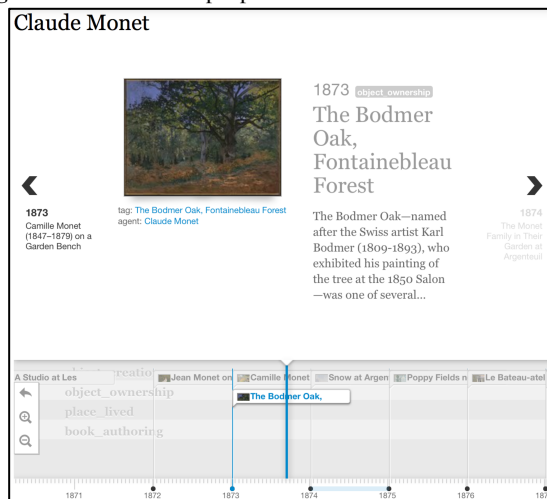 Claude Monet
1873 object_ownership
The Bodmer
Oak,
Fontainebleau
Forest
The Bodmer Oak—named
after the Swiss artist Karl
Bodmer (1809-1893), who
exhibited his painting of
the tree at the 1850 Salon
—was one of several...
tag: The Bodmer Oak, Fontainebleau Forest
agent: Claude Monet
1873
Camille Monet
(1847–1879) on a
Garden Bench
1874
The Monet
Family in Their
Garden at
Argenteuil
A Studio at Les
Jean Monet on
Camille Monet
Snow at Argen
Poppy Fields n
Le Bateau-atel
object_ownership
The Bodmer Oak,
place_lived
book_authoring
1871 1872 1873 1874 1875 1876